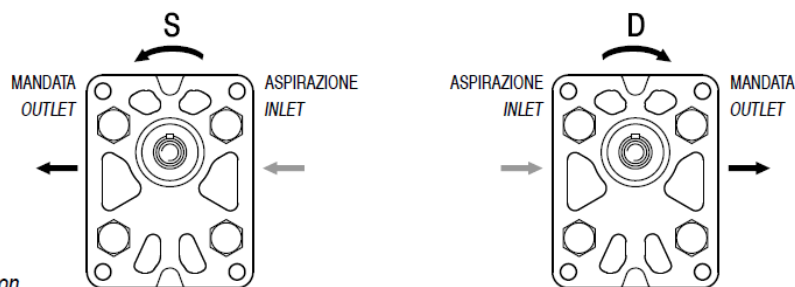 S
MANDATA
OUTLET
ASPIRAZIONE
INLET
D
ASPIRAZIONE
INLET
MANDATA
OUTLET